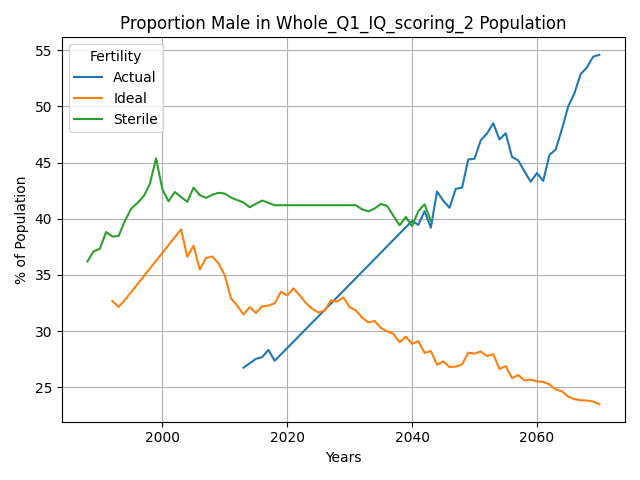 Proportion Male in Whole_Q1_IQ_scoring_2 Population
Fertility
Actual
Ideal
Sterile
% of Population
55
50
45
40
35
30
25
2000 2020 2040 2060
Years